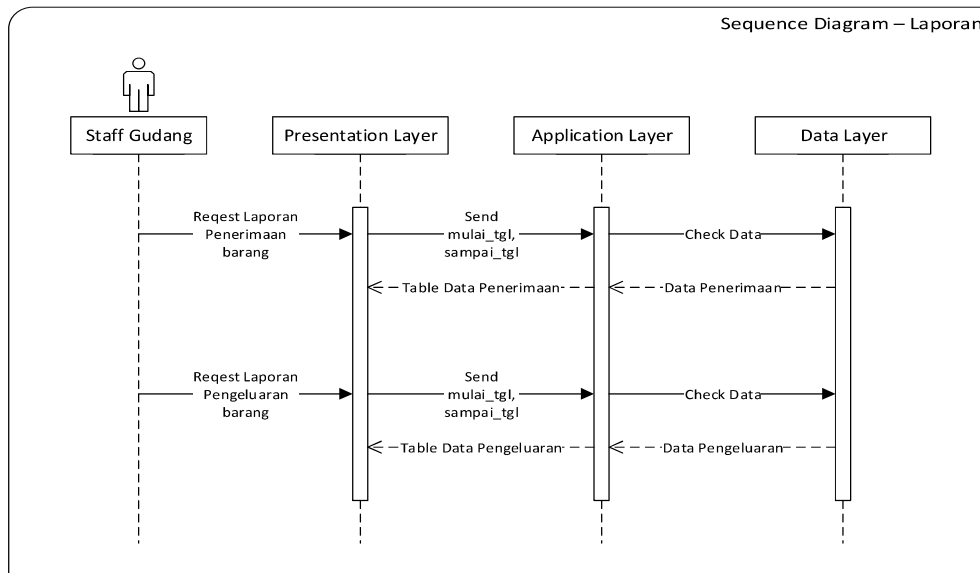 Sequence Diagram – Laporan
Staff Gudang
Presentation Layer
Application Layer
Data Layer
Reqest Laporan
Penerimaan
barang
Send
mulai_tgl,
sampai_tgl
Check Data
Table Data Penerimaan
Data Penerimaan
Reqest Laporan
Pengeluaran
barang
Send
mulai_tgl,
sampai_tgl
Check Data
Table Data Pengeluaran
Data Pengeluaran